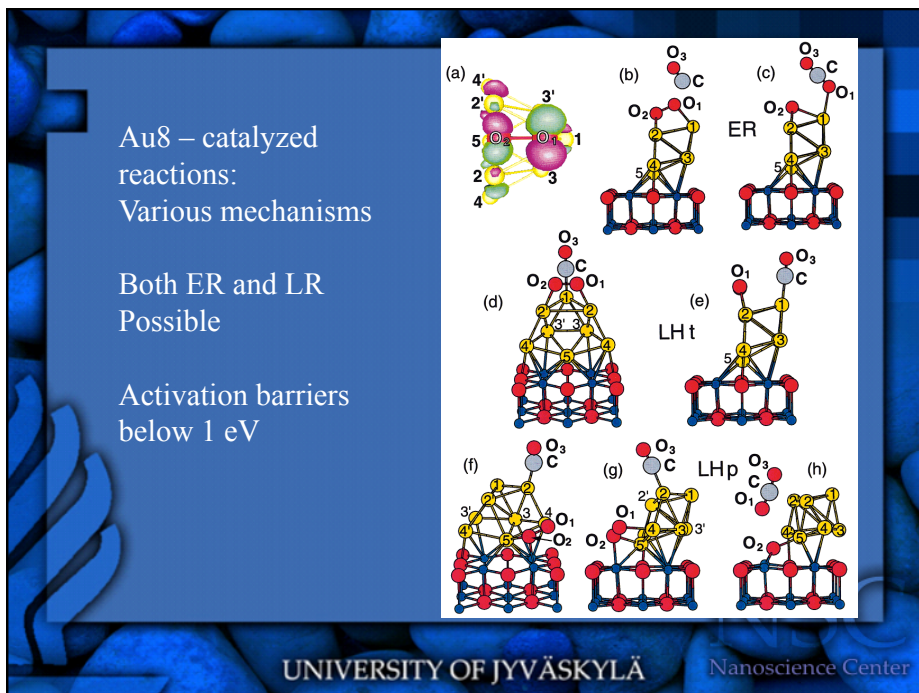 Au8 – catalyzed
reactions:
Various mechanisms
Both ER and LR
Possible
Activation barriers
below 1 eV
(a)
4'
2'
3'
5
O₂
O₁
1
2
3
4
(b)
O₃
C
O₁
O₂
2
1
3
4
5
ER
(c)
O₃
C
O₁
O₂
2
1
3
4
5
(d)
O₃
C
O₂
O₁
1
2
2
3'
3
4'
4
5
LH t
(e)
O₃
C
O₁
1
2
3
4
5
(f)
O₃
C
1
2
2
3'
3
4
4'
5
O₁
O₂
(g)
O₃
C
2
2'
1
O₁
4
3
3'
O₂
5
LH p
(h)
O₃
C
O₁
2
1
4
4
3
5
O₂
NSC
UNIVERSITY OF JYVÄSKYLÄ
Nanoscience Center